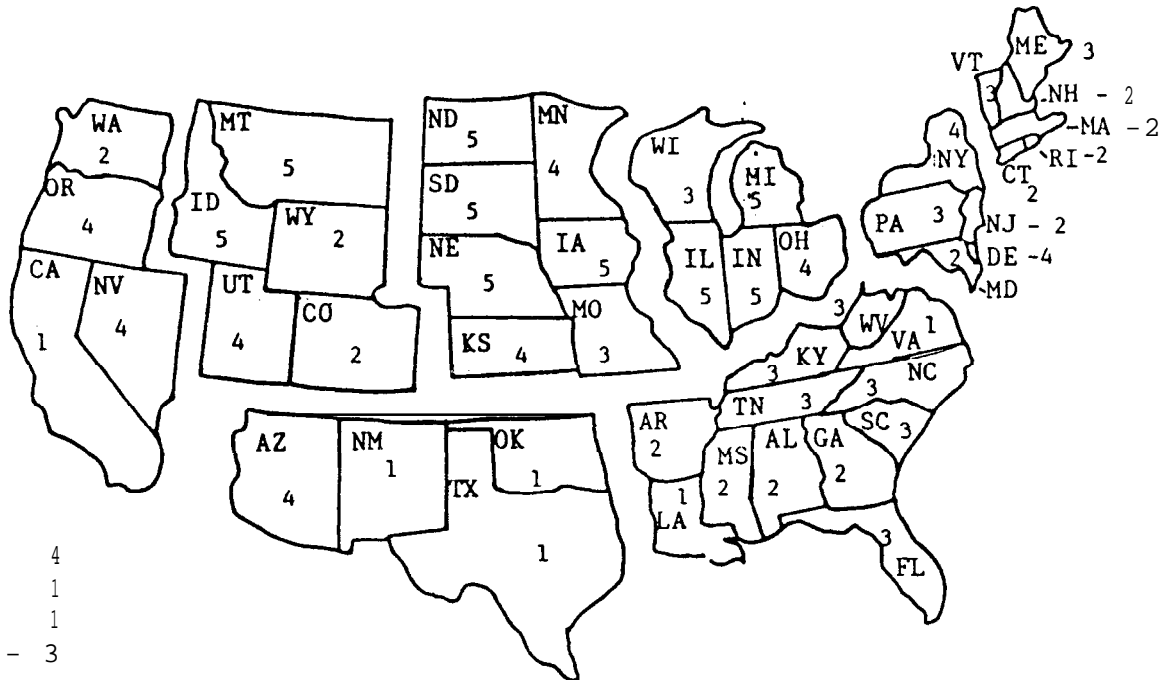 ME 3
VT
3
NH - 2
MA - 2
RI - 2
CT
2
4
NY
PA 3
NJ - 2
DE - 4
2
MD
WA
2
OR
4
CA
1
NV
4
MT
5
ID
5
WY 2
UT
4
CO
2
ND
5
SD
5
NE
5
KS 4
MN
4
IA
5
MO
3
WI
3
MI
5
IL
5
IN
5
OH
4
3
WV
1
VA
KY
3
NC
3
TN 3
SC
3
AR
2
MS
2
AL
2
GA
2
1
LA
3
FL
AZ
4
NM
1
OK
1
TX
1
4
1
1
- 3